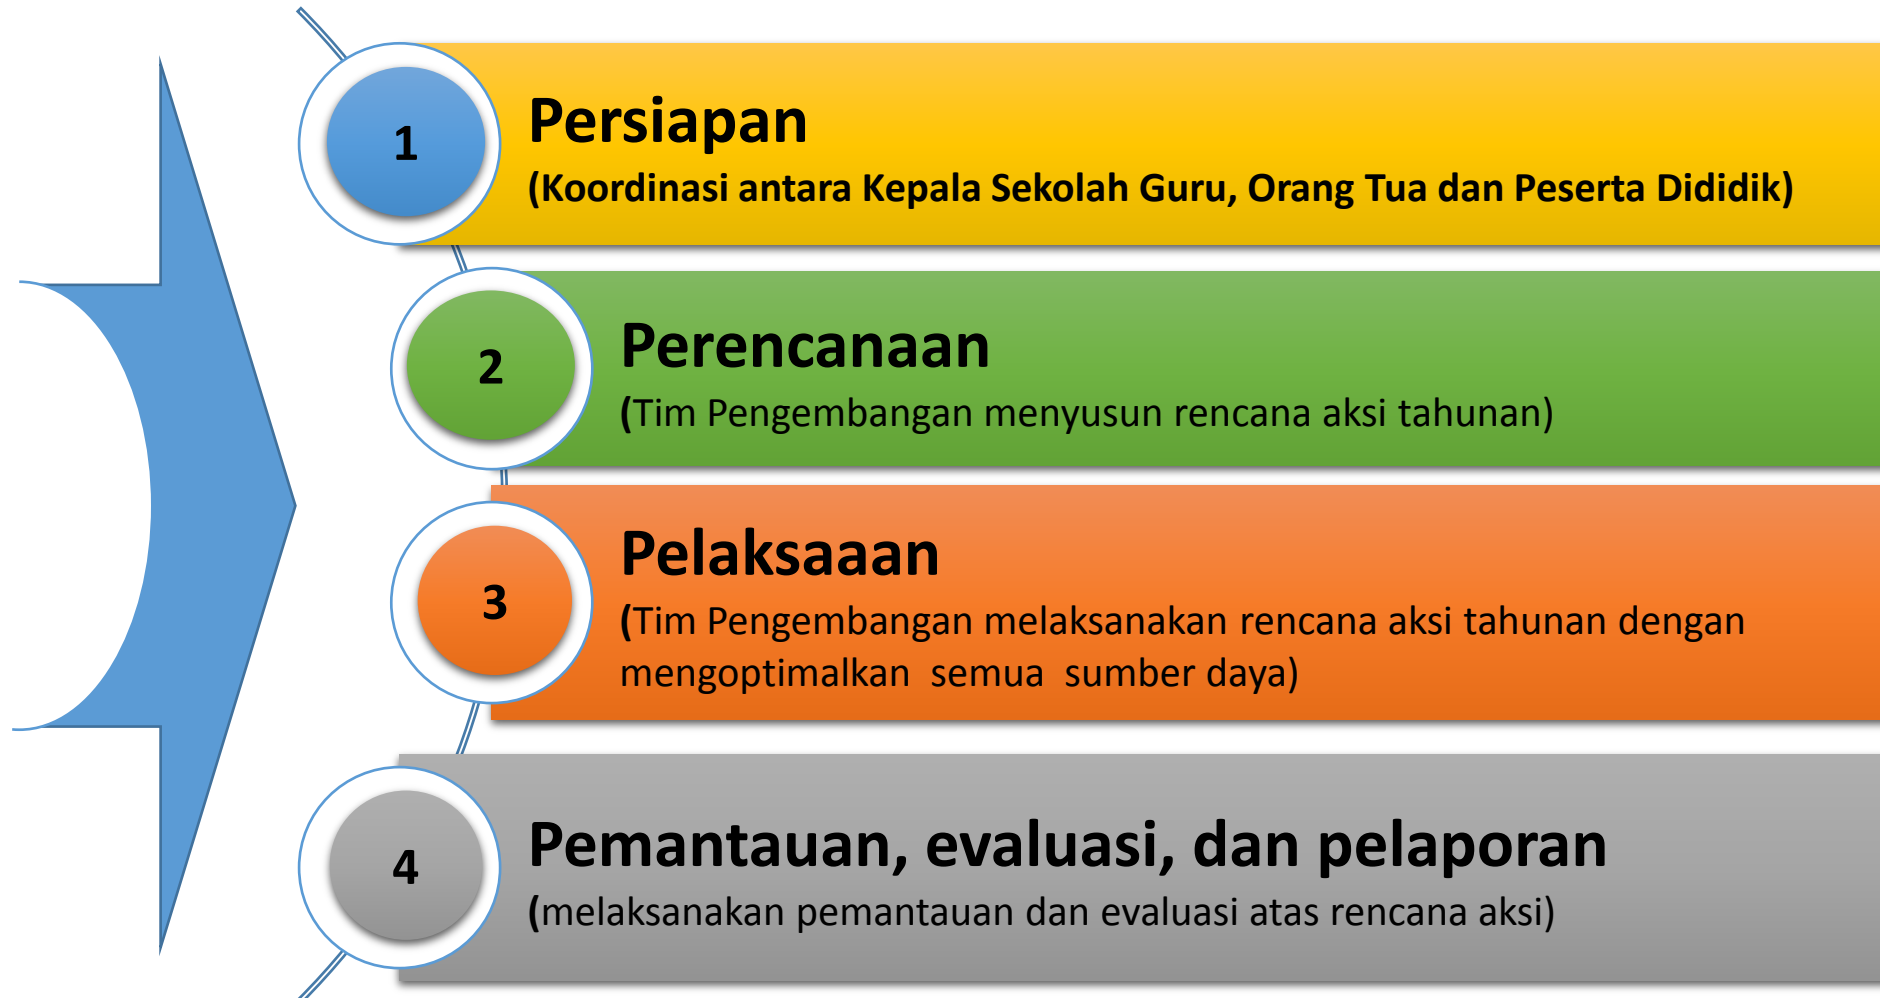 1
Persiapan
(Koordinasi antara Kepala Sekolah Guru, Orang Tua dan Peserta Dididik)
2
Perencanaan
(Tim Pengembangan menyusun rencana aksi tahunan)
3
Pelaksaaan
(Tim Pengembangan melaksanakan rencana aksi tahunan dengan
mengoptimalkan semua sumber daya)
4
Pemantauan, evaluasi, dan pelaporan
(melaksanakan pemantauan dan evaluasi atas rencana aksi)